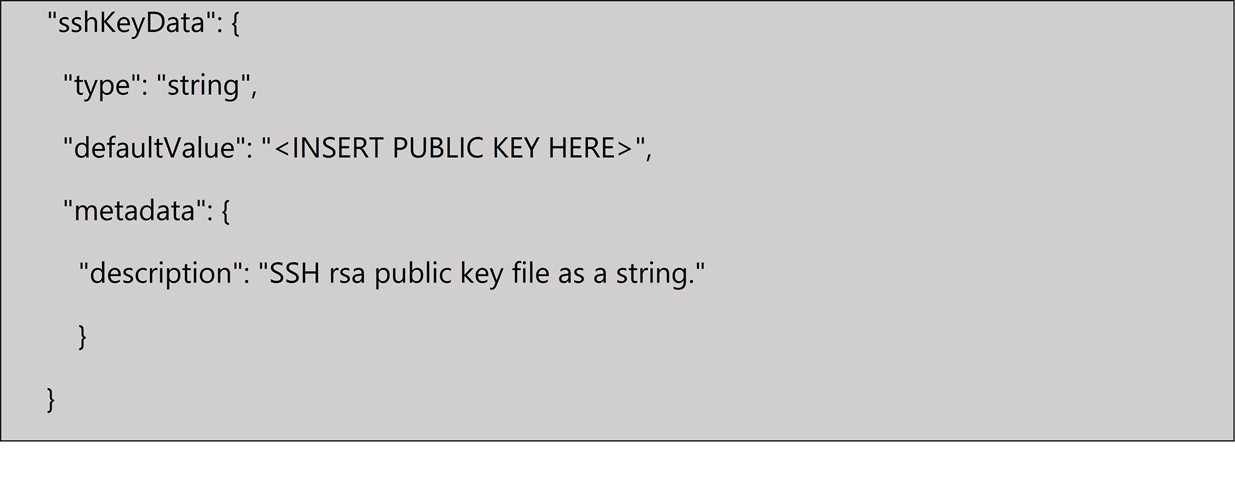 "sshKeyData": {
"type": "string",
"defaultValue": "<INSERT PUBLIC KEY HERE>",
"metadata": {
"description": "SSH rsa public key file as a string."
}
}